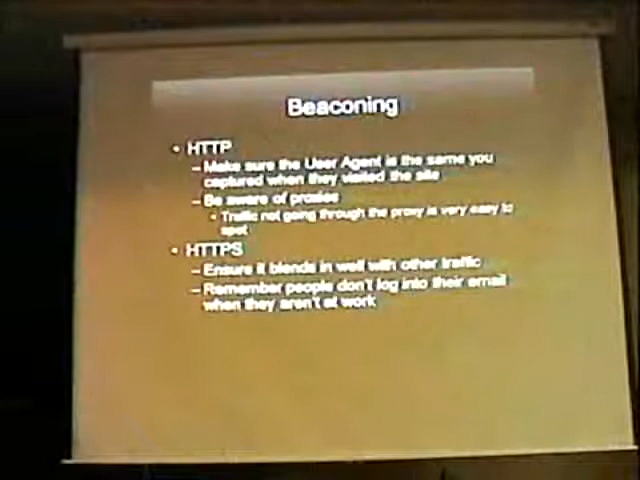 Beaconing
• HTTP
– Make sure the User Agent is the same you
captured when they visited the site
– Be aware of proxies
• Traffic not going through the proxy is very easy to
spot
• HTTPS
– Ensure it blends in well with other traffic
– Remember people don't log into their email
when they aren't at work